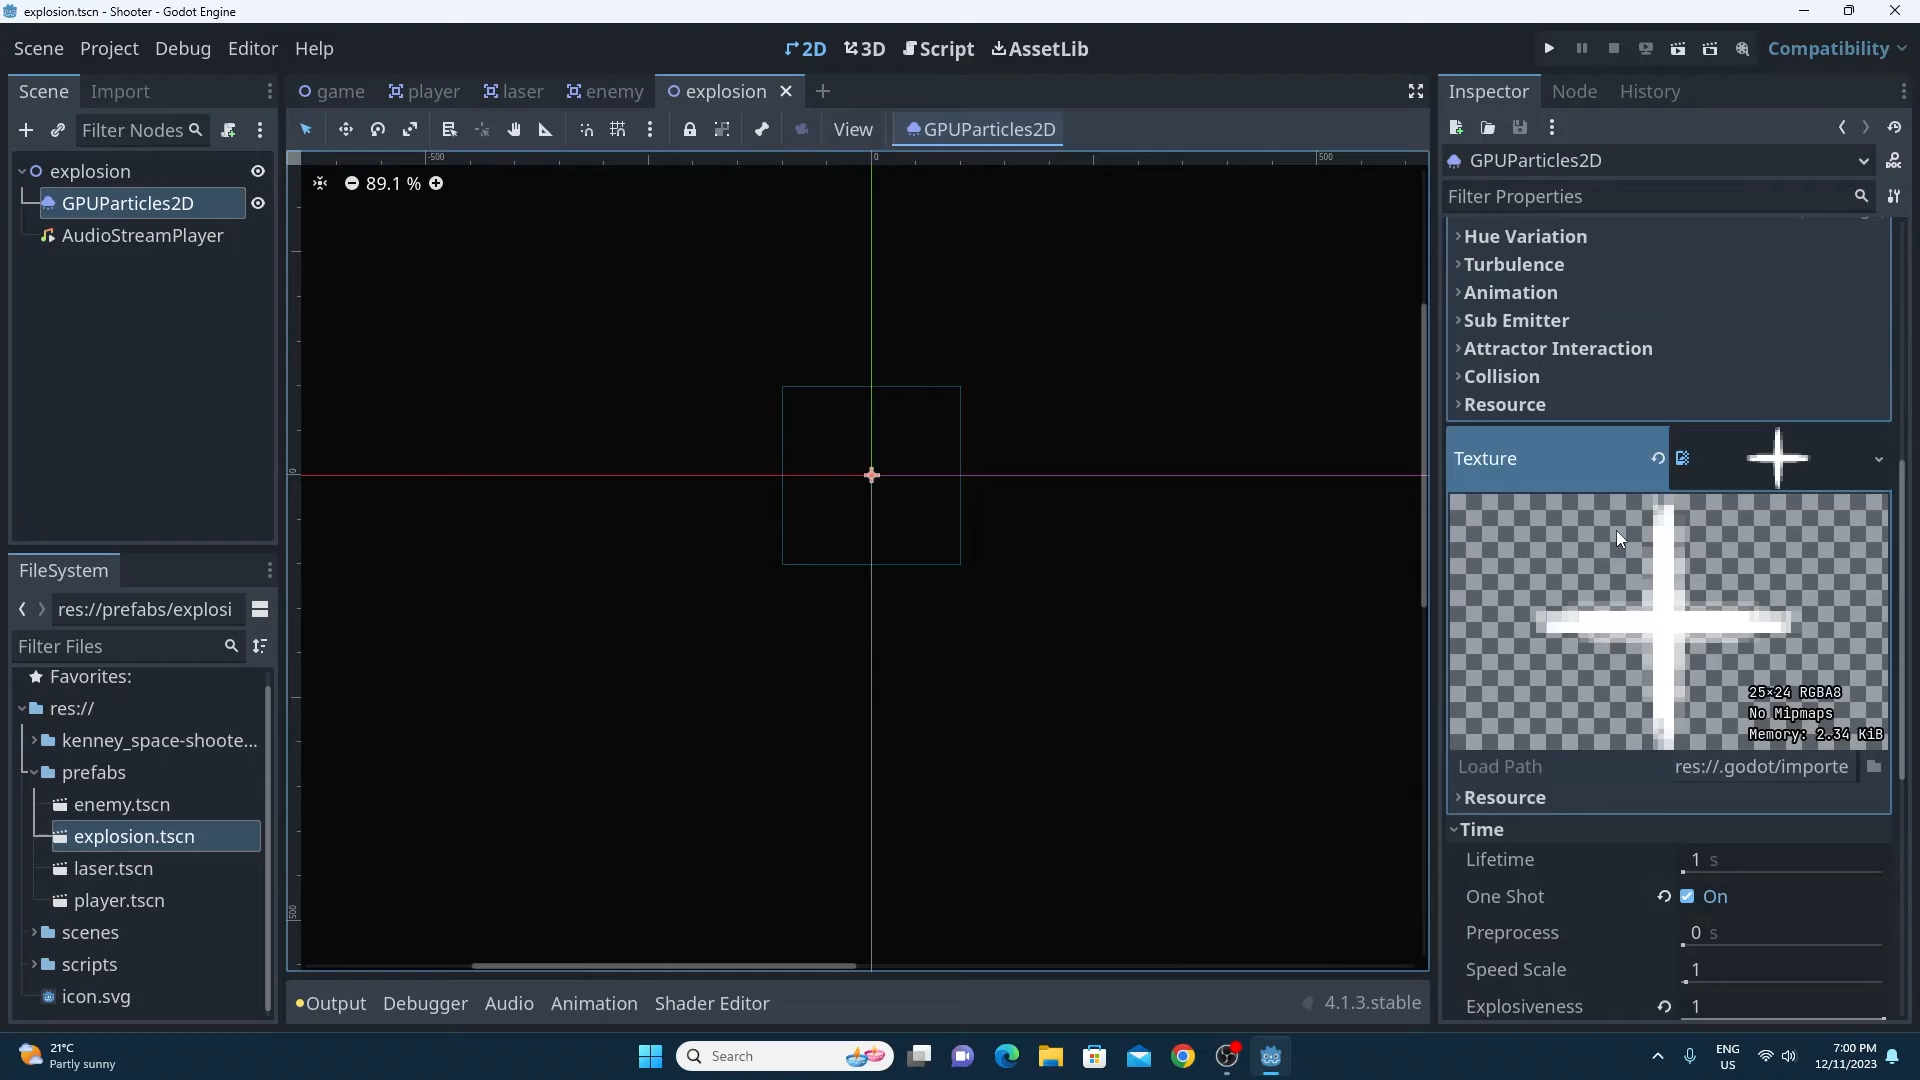 explosion.tscn - Shooter - Godot Engine
Scene Project Debug Editor Help
2D 3D Script AssetLib
Compatibility
Scene Import
game player laser enemy explosion
Inspector Node History
Filter Nodes
View GPUParticles2D
-500 0 500
GPUParticles2D
explosion
89.1 %
Filter Properties
GPUParticles2D
AudioStreamPlayer
Hue Variation
Turbulence
Animation
Sub Emitter
Attractor Interaction
Collision
Resource
Texture
0
25×24 RGBA8
No Mipmaps
Memory: 2.34 KiB
Load Path res://.godot/importe
Resource
Time
Lifetime 1 s
One Shot On
Preprocess 0 s
Speed Scale 1
Explosiveness 1
500
FileSystem
res://prefabs/explosi
Filter Files
Favorites:
res://
kenney_space-shoote...
prefabs
enemy.tscn
explosion.tscn
laser.tscn
player.tscn
scenes
scripts
icon.svg
Output Debugger Audio Animation Shader Editor
4.1.3.stable
21°C
Partly sunny
Search
ENG
US
7:00 PM
12/11/2023